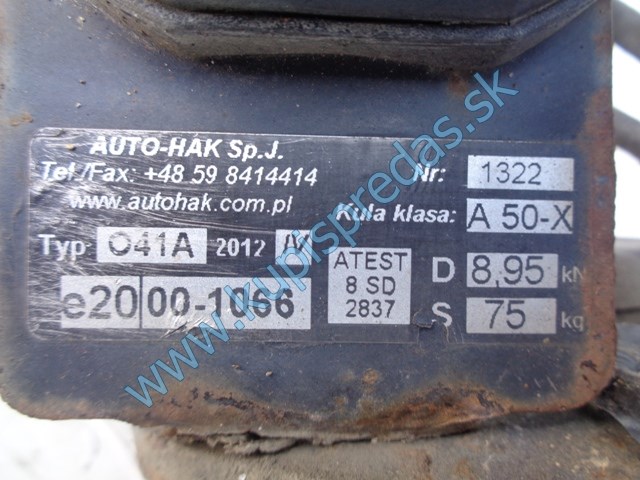 AUTO-HAK Sp.J.
Tel./Fax: +48 59 8414414
www.autohak.com.pl
Nr: 1322
Kula klasa: A 50-X
Typ O41A 2012
e20 00-1066
ATEST
8 SD
2837
D 8,95 kN
S 75 kg
www.kupispredas.sk